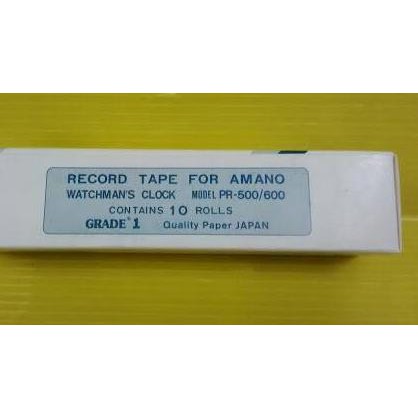 RECORD TAPE FOR AMANO
WATCHMAN'S CLOCK MODEL PR-500/600
CONTAINS 10 ROLLS
GRADE 1 Quality Paper JAPAN